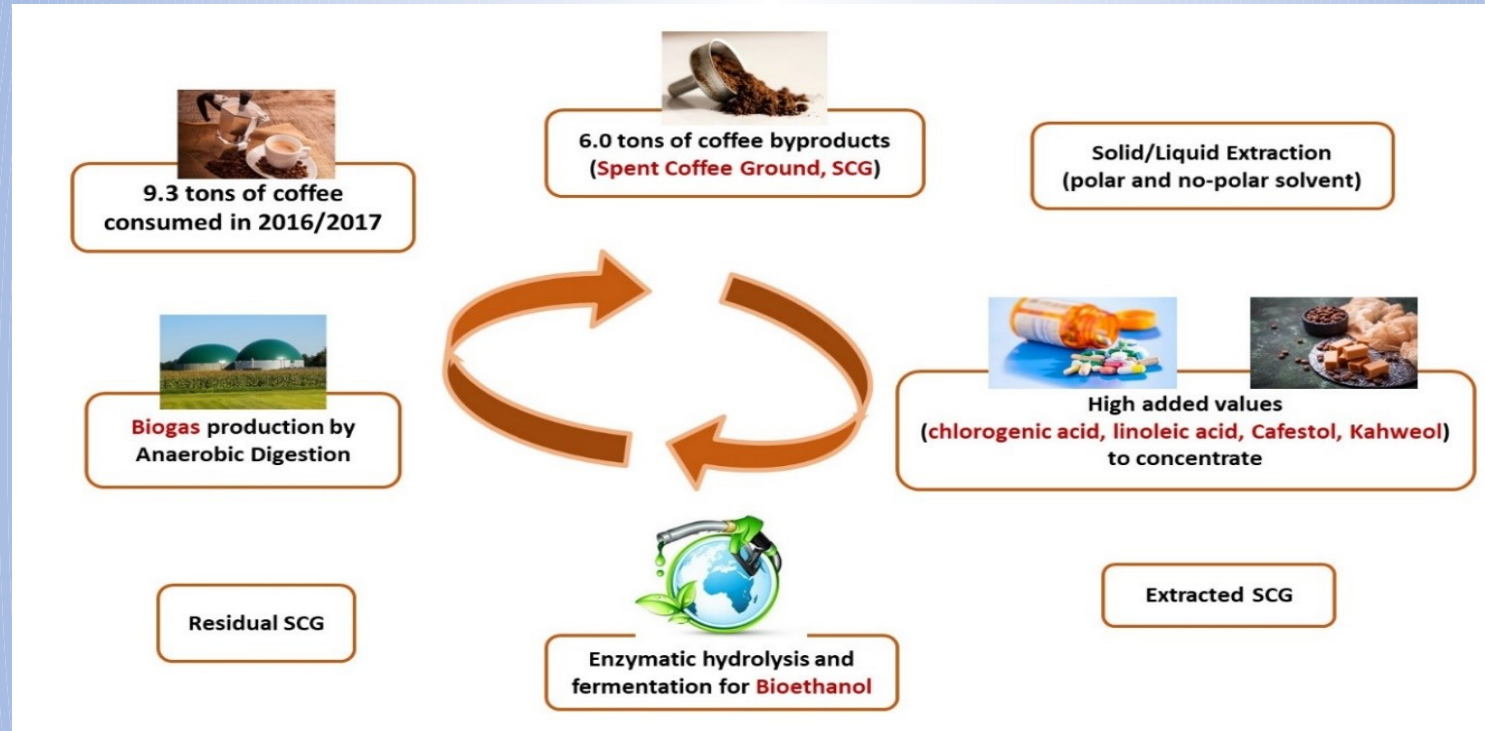 9.3 tons of coffee
consumed in 2016/2017
6.0 tons of coffee byproducts
(Spent Coffee Ground, SCG)
Solid/Liquid Extraction
(polar and no-polar solvent)
High added values
(chlorogenic acid, linoleic acid, Cafestol, Kahweol)
to concentrate
Extracted SCG
Enzymatic hydrolysis and
fermentation for Bioethanol
Residual SCG
Biogas production by
Anaerobic Digestion